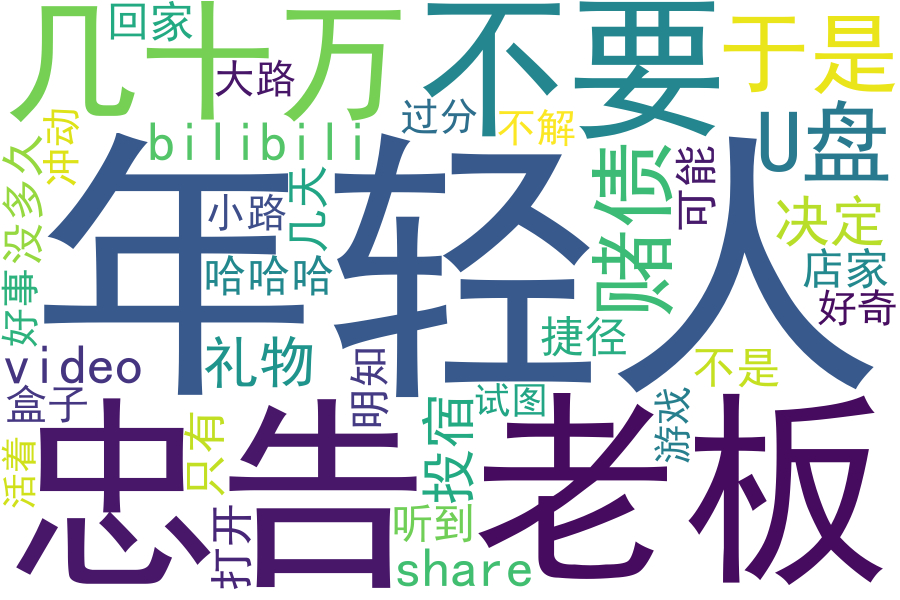 几十万
不要
于是
回家
大路
过分
不解
bilibili
U盘
冲动
没多久
年轻人
几天
小路
哈哈哈
赌债
可能
决定
店家
好奇
好事
video
礼物
捷径
不是
盒子
明知
试图
游戏
活着
只有
投宿
忠告
老板
打开
听到
share